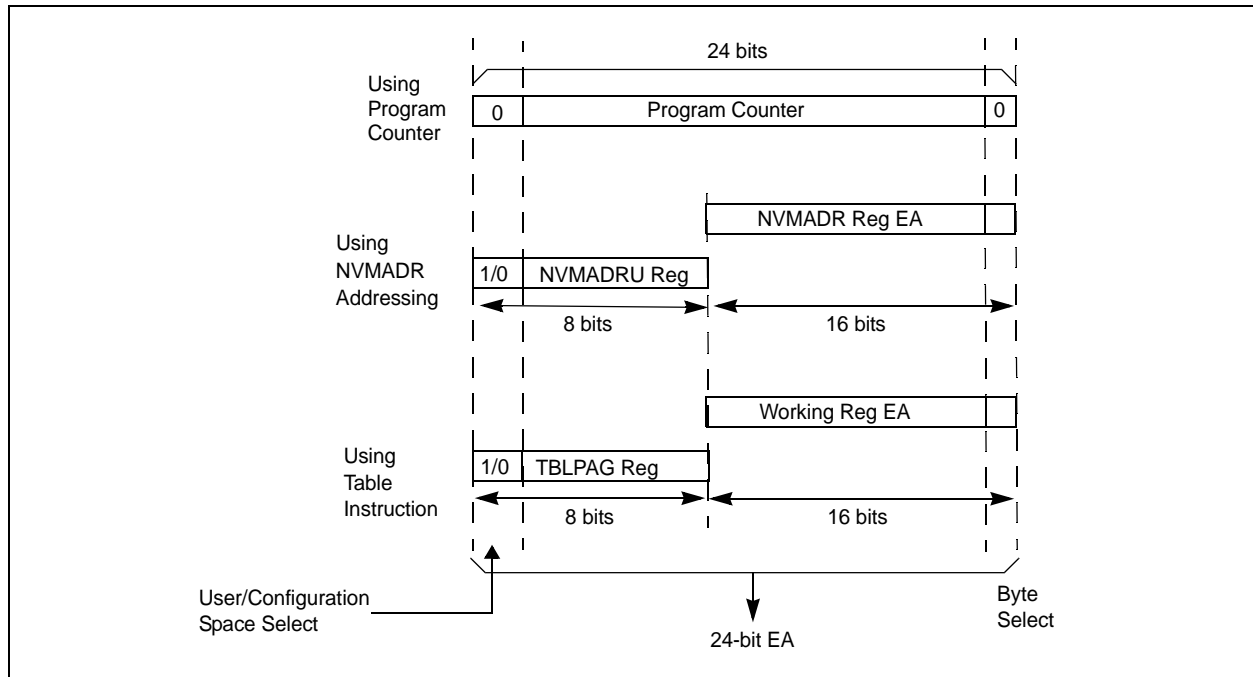 24 bits
Using
Program
Counter
0
Program Counter
0
NVMADR Reg EA
Using
NVMADR
Addressing
1/0
NVMADRU Reg
8 bits
16 bits
Working Reg EA
Using
Table
Instruction
1/0
TBLPAG Reg
8 bits
16 bits
User/Configuration
Space Select
24-bit EA
Byte
Select